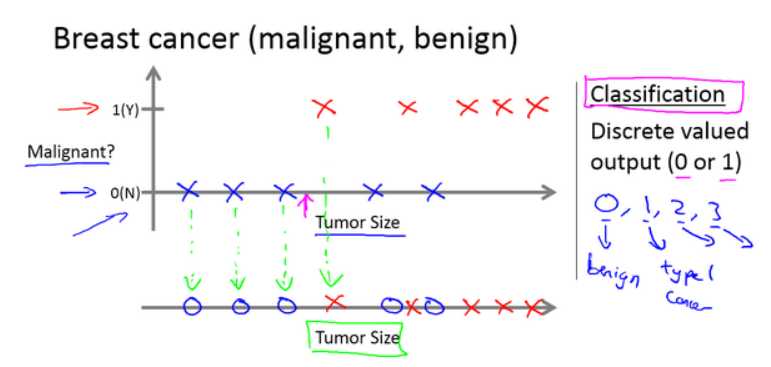 Breast cancer (malignant, benign)
1(Y)
Malignant?
0(N)
Tumor Size
Tumor Size
Classification
Discrete valued
output (0 or 1)
0, 1, 2, 3
benign
type 1
cancer